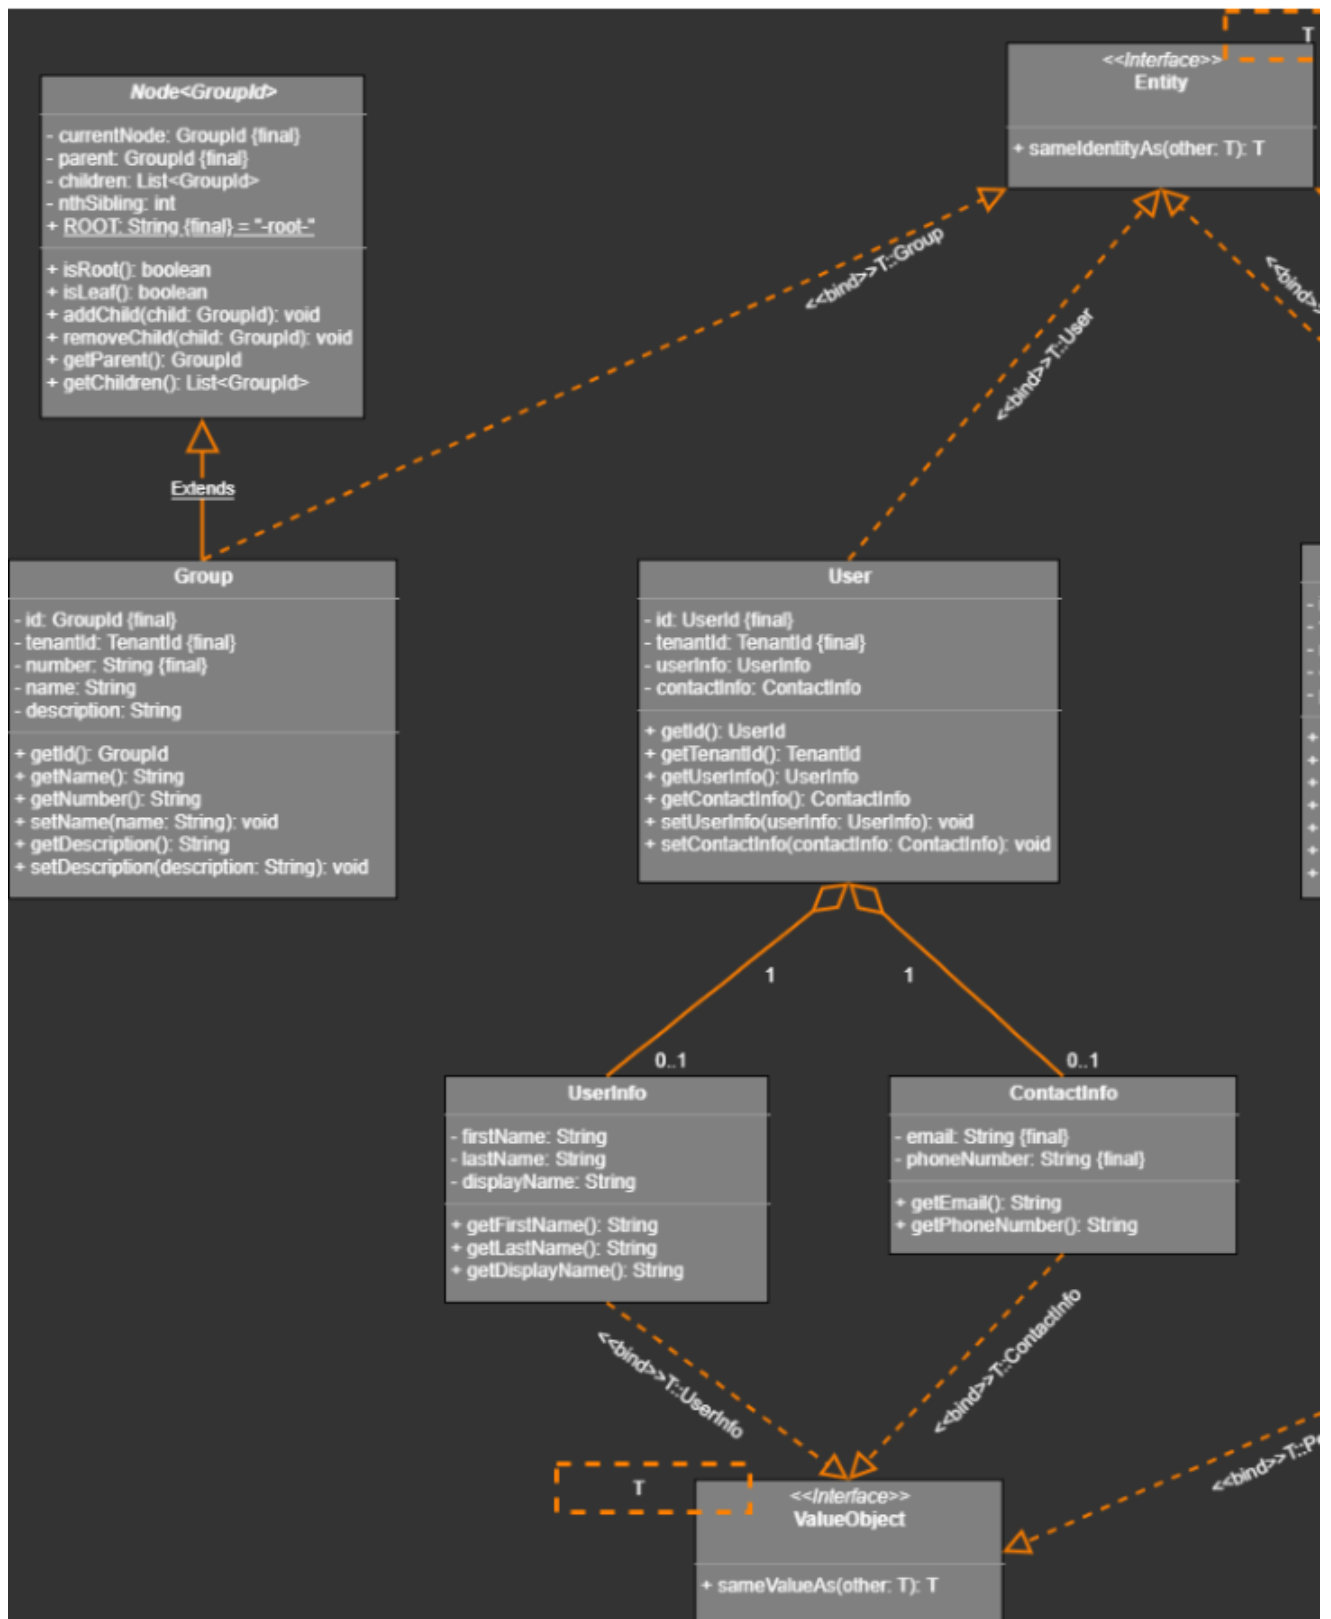 Node<GroupId>
- currentNode: GroupId {final}
- parent: GroupId {final}
- children: List<GroupId>
- nthSibling: int
+ ROOT: String {final} = "-root-"
+ isRoot(): boolean
+ isLeaf(): boolean
+ addChild(child: GroupId): void
+ removeChild(child: GroupId): void
+ getParent(): GroupId
+ getChildren(): List<GroupId>
T
<<Interface>>
Entity
+ sameIdentityAs(other: T): T
<<bind>>T::Group
<<bind>>T::User
<<bind>>
Extends
Group
- id: GroupId {final}
- tenantId: TenantId {final}
- number: String {final}
- name: String
- description: String
+ getId(): GroupId
+ getName(): String
+ getNumber(): String
+ setName(name: String): void
+ getDescription(): String
+ setDescription(description: String): void
User
- id: UserId {final}
- tenantId: TenantId {final}
- userInfo: UserInfo
- contactInfo: ContactInfo
+ getId(): UserId
+ getTenantId(): TenantId
+ getUserInfo(): UserInfo
+ getContactInfo(): ContactInfo
+ setUserInfo(userInfo: UserInfo): void
+ setContactInfo(contactInfo: ContactInfo): void
-
-
-
-
-
+
+
+
+
+
+
+
1
1
0..1
0..1
UserInfo
- firstName: String
- lastName: String
- displayName: String
+ getFirstName(): String
+ getLastName(): String
+ getDisplayName(): String
ContactInfo
- email: String {final}
- phoneNumber: String {final}
+ getEmail(): String
+ getPhoneNumber(): String
<<bind>>T::UserInfo
<<bind>>T::ContactInfo
<<bind>>T::Pe
T
<<Interface>>
ValueObject
+ sameValueAs(other: T): T